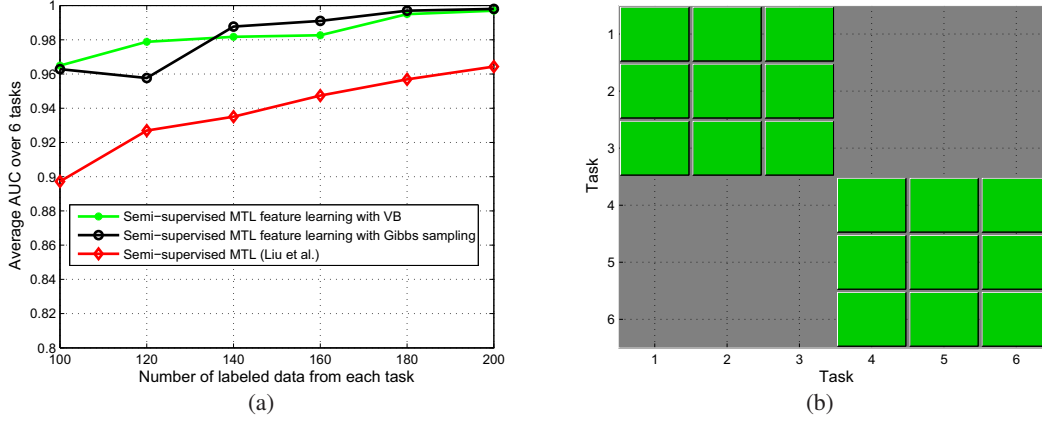 1
0.98
0.96
0.94
0.92
0.9
0.88
0.86
0.84
0.82
0.8
Average AUC over 6 tasks
Semi-supervised MTL feature learning with VB
Semi-supervised MTL feature learning with Gibbs sampling
Semi-supervised MTL (Liu et al.)
100 120 140 160 180 200
Number of labeled data from each task
(a)
Task
1
2
3
4
5
6
1 2 3 4 5 6
Task
(b)